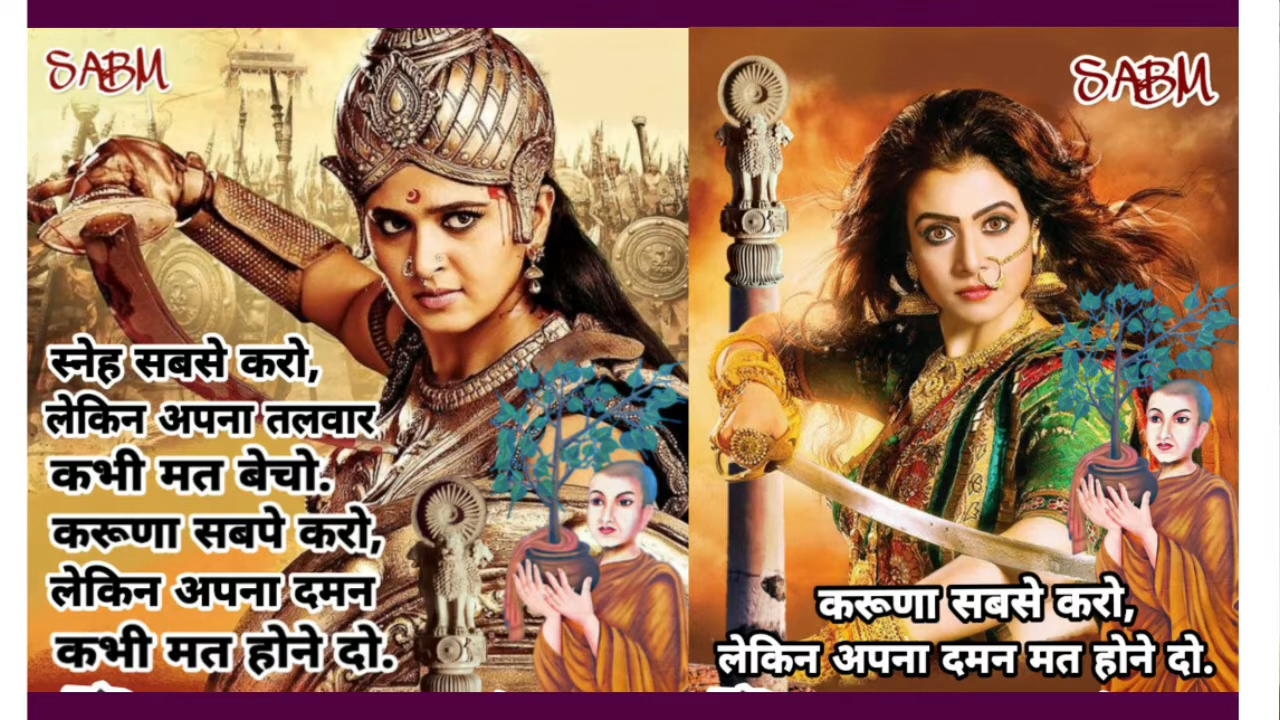 SABM
स्नेह सबसे करो,
लेकिन अपना तलवार
कभी मत बेचो.
करूणा सबपे करो,
लेकिन अपना दमन
कभी मत होने दो.
SABM
करूणा सबसे करो,
लेकिन अपना दमन मत होने दो.